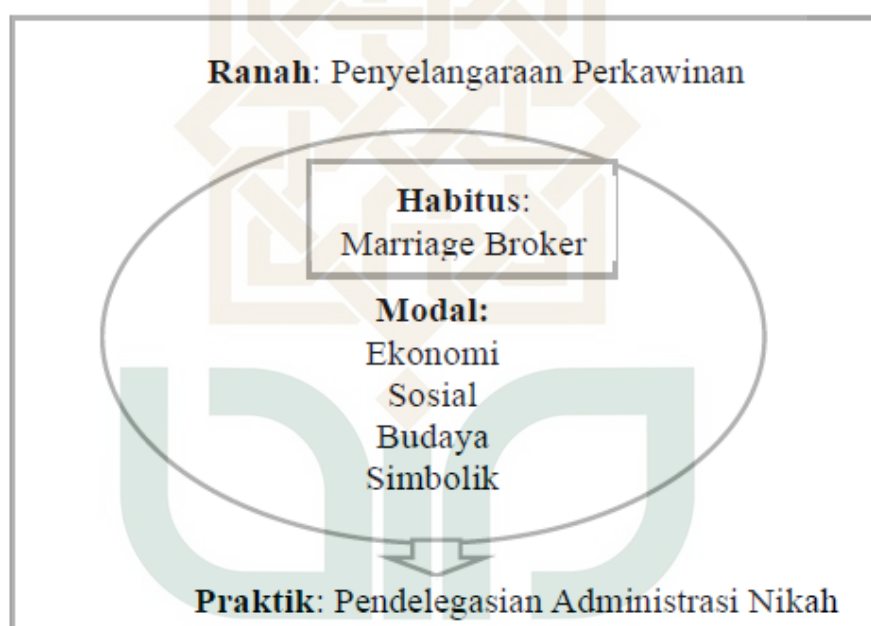 Ranah: Penyelangaraan Perkawinan
Habitus:
Marriage Broker
Modal:
Ekonomi
Sosial
Budaya
Simbolik
Praktik: Pendelegasian Administrasi Nikah